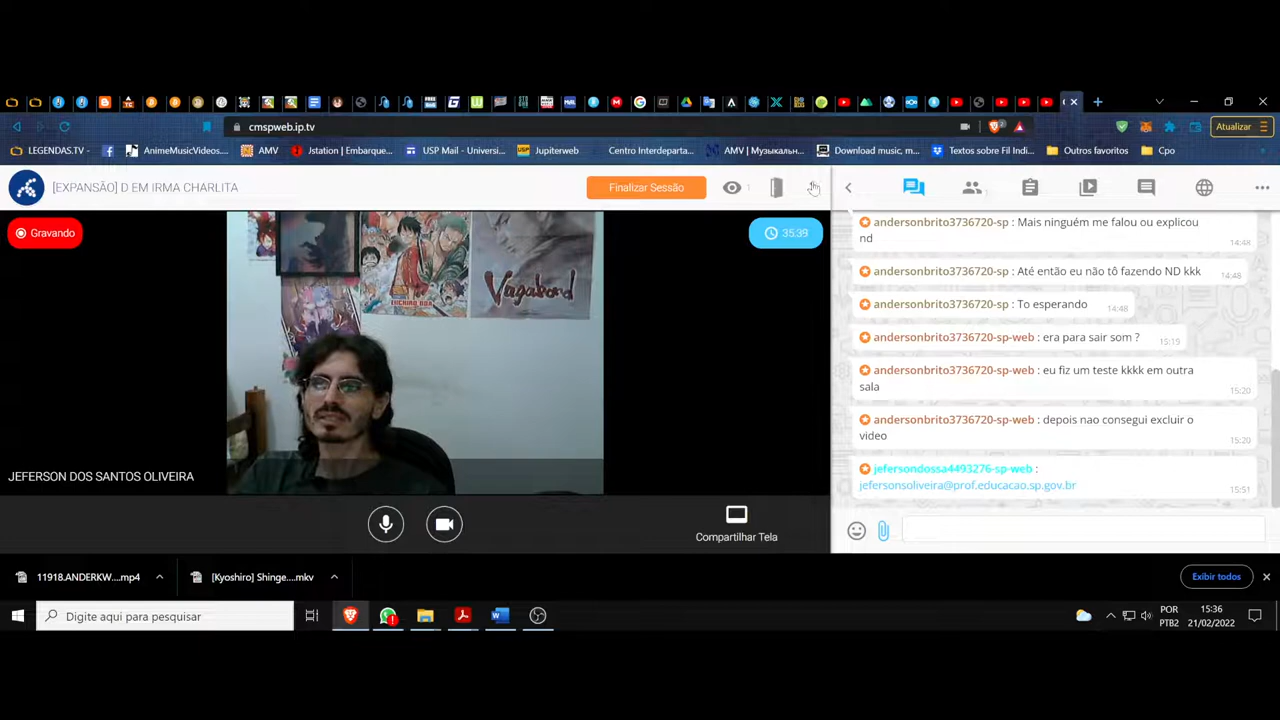 cmspweb.ip.tv
Atualizar
LEGENDAS.TV
AnimeMusicVideos...
AMV
Jstation | Embarque...
USP Mail - Universi...
Jupiterweb
Centro Interdeparta...
AMV | Музыкальн...
Download music, m...
Textos sobre Fil Indi...
Outros favoritos
Cpo
[EXPANSÃO] D EM IRMA CHARLITA
Finalizar Sessão
1
1
Gravando
35:39
Vagabond
JEFERSON DOS SANTOS OLIVEIRA
Compartilhar Tela
andersonbrito3736720-sp : Mais ninguém me falou ou explicou
nd
14:48
andersonbrito3736720-sp : Até então eu não tô fazendo ND kkk
14:48
andersonbrito3736720-sp : To esperando
14:48
andersonbrito3736720-sp-web : era para sair som ?
15:19
andersonbrito3736720-sp-web : eu fiz um teste kkkk em outra
sala
15:20
andersonbrito3736720-sp-web : depois nao consegui excluir o
video
15:20
jefersondossa4493276-sp-web :
jefersonsoliveira@prof.educacao.sp.gov.br
15:51
11918.ANDERKW....mp4
[Kyoshiro] Shinge....mkv
Exibir todos
Digite aqui para pesquisar
POR
PTB2
15:36
21/02/2022